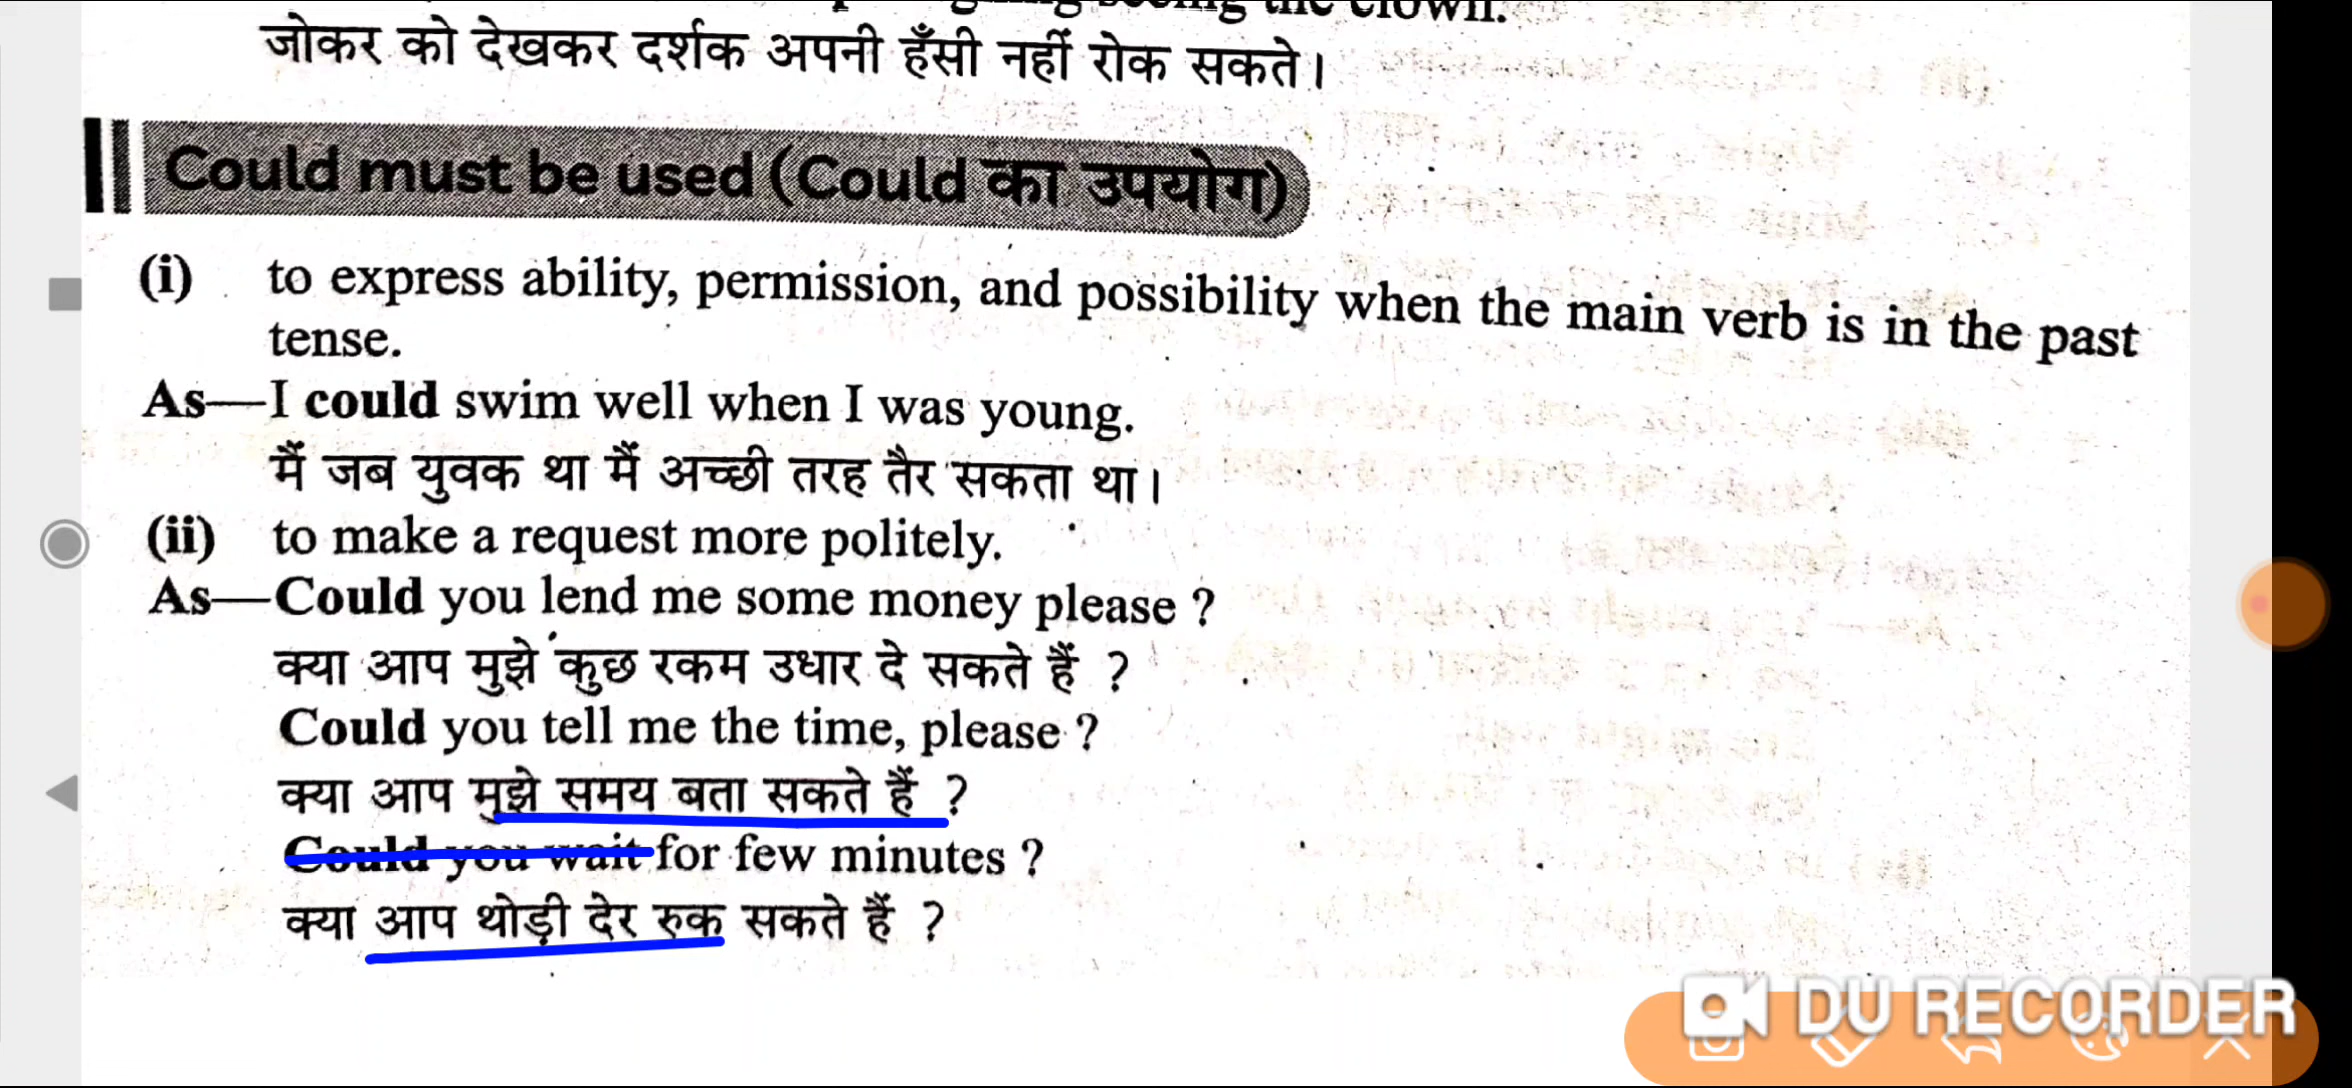 seeing the clown.
जोकर को देखकर दर्शक अपनी हँसी नहीं रोक सकते।
Could must be used (Could का उपयोग)
(i) to express ability, permission, and possibility when the main verb is in the past
tense.
As—I could swim well when I was young.
मैं जब युवक था मैं अच्छी तरह तैर सकता था।
(ii) to make a request more politely.
As—Could you lend me some money please ?
क्या आप मुझे कुछ रकम उधार दे सकते हैं ?
Could you tell me the time, please ?
क्या आप मुझे समय बता सकते हैं ?
Could you wait for few minutes ?
क्या आप थोड़ी देर रुक सकते हैं ?
DU RECORDER